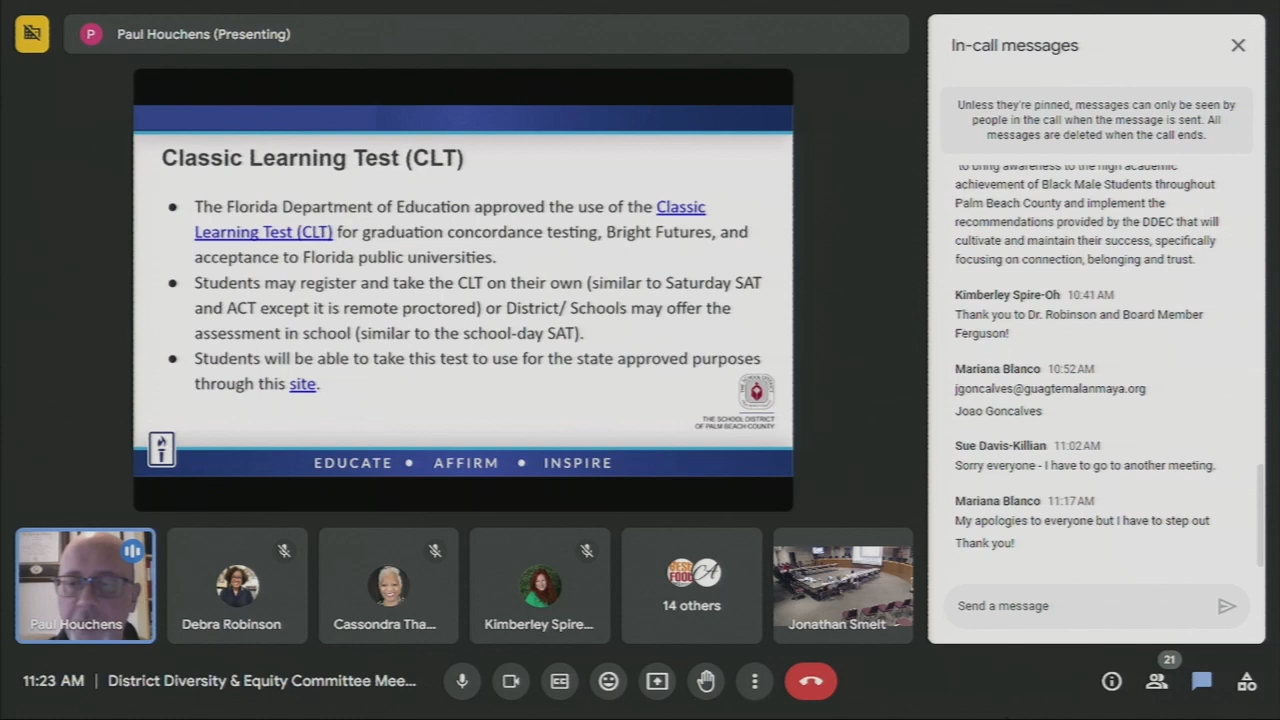 P Paul Houchens (Presenting)
Classic Learning Test (CLT)
● The Florida Department of Education approved the use of the Classic
Learning Test (CLT) for graduation concordance testing, Bright Futures, and
acceptance to Florida public universities.
● Students may register and take the CLT on their own (similar to Saturday SAT
and ACT except it is remote proctored) or District/ Schools may offer the
assessment in school (similar to the school-day SAT).
● Students will be able to take this test to use for the state approved purposes
through this site.
THE SCHOOL DISTRICT
OF PALM BEACH COUNTY
EDUCATE ● AFFIRM ● INSPIRE
Paul Houchens
Debra Robinson
Cassondra Tha...
Kimberley Spire...
14 others
Jonathan Smelt
11:23 AM | District Diversity & Equity Committee Mee...
21
In-call messages
Unless they're pinned, messages can only be seen by
people in the call when the message is sent. All
messages are deleted when the call ends.
to bring awareness to the high academic
achievement of Black Male Students throughout
Palm Beach County and implement the
recommendations provided by the DDEC that will
cultivate and maintain their success, specifically
focusing on connection, belonging and trust.
Kimberley Spire-Oh 10:41 AM
Thank you to Dr. Robinson and Board Member
Ferguson!
Mariana Blanco 10:52 AM
jgoncalves@guagtemalanmaya.org
Joao Goncalves
Sue Davis-Killian 11:02 AM
Sorry everyone - I have to go to another meeting.
Mariana Blanco 11:17 AM
My apologies to everyone but I have to step out
Thank you!
Send a message